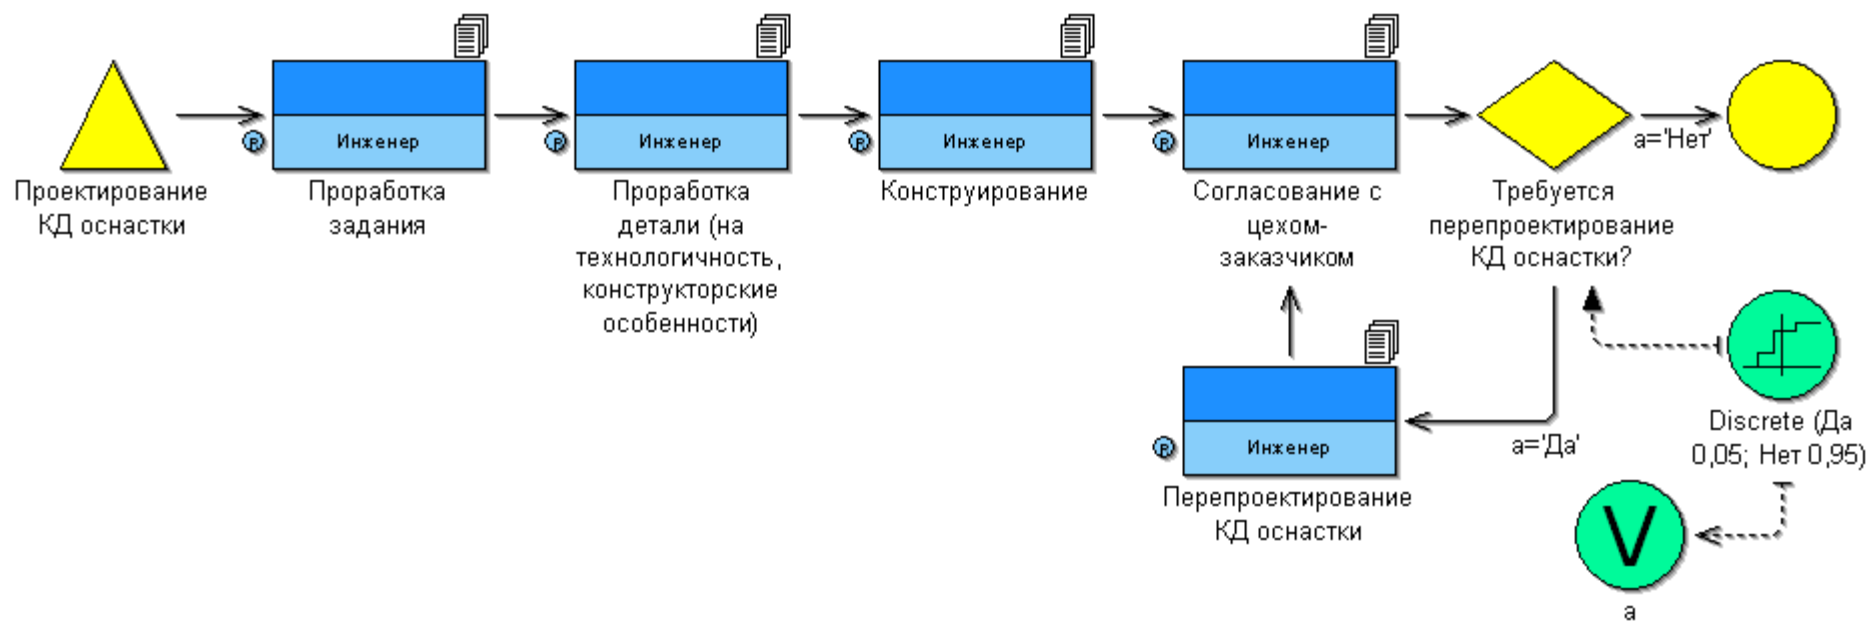 Инженер
Инженер
Инженер
Инженер
a='Нет'
Проектирование
КД оснастки
Проработка
задания
Проработка
детали (на
технологичность,
конструкторские
особенности)
Конструирование
Согласование с
цехом-
заказчиком
Требуется
перепроектирование
КД оснастки?
P
P
P
P
Инженер
P
a='Да'
Перепроектирование
КД оснастки
Discrete (Да
0,05; Нет 0,95)
V
a